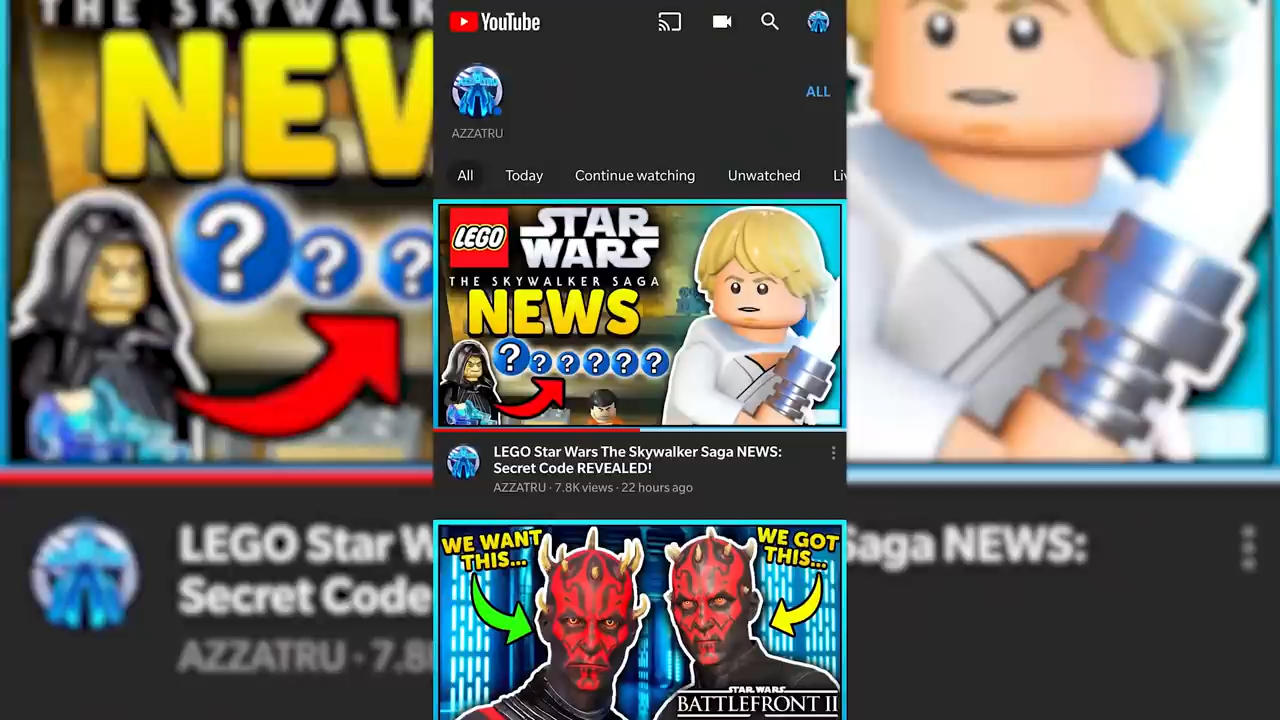 YouTube
AZZATRU
ALL
AZZATRU
All Today Continue watching Unwatched Li
LEGO
STAR
WARS
THE SKYWALKER SAGA
NEWS
? ? ? ? ? ?
LEGO Star Wars The Skywalker Saga NEWS:
Secret Code REVEALED!
AZZATRU · 7.8K views · 22 hours ago
WE WANT
THIS...
WE GOT
THIS...
STAR WARS
BATTLEFRONT II
THE SKYWALK
NEW
? ? ?
LEGO Star W
Secret Code
AZZATRU · 7.8
Saga NEWS: